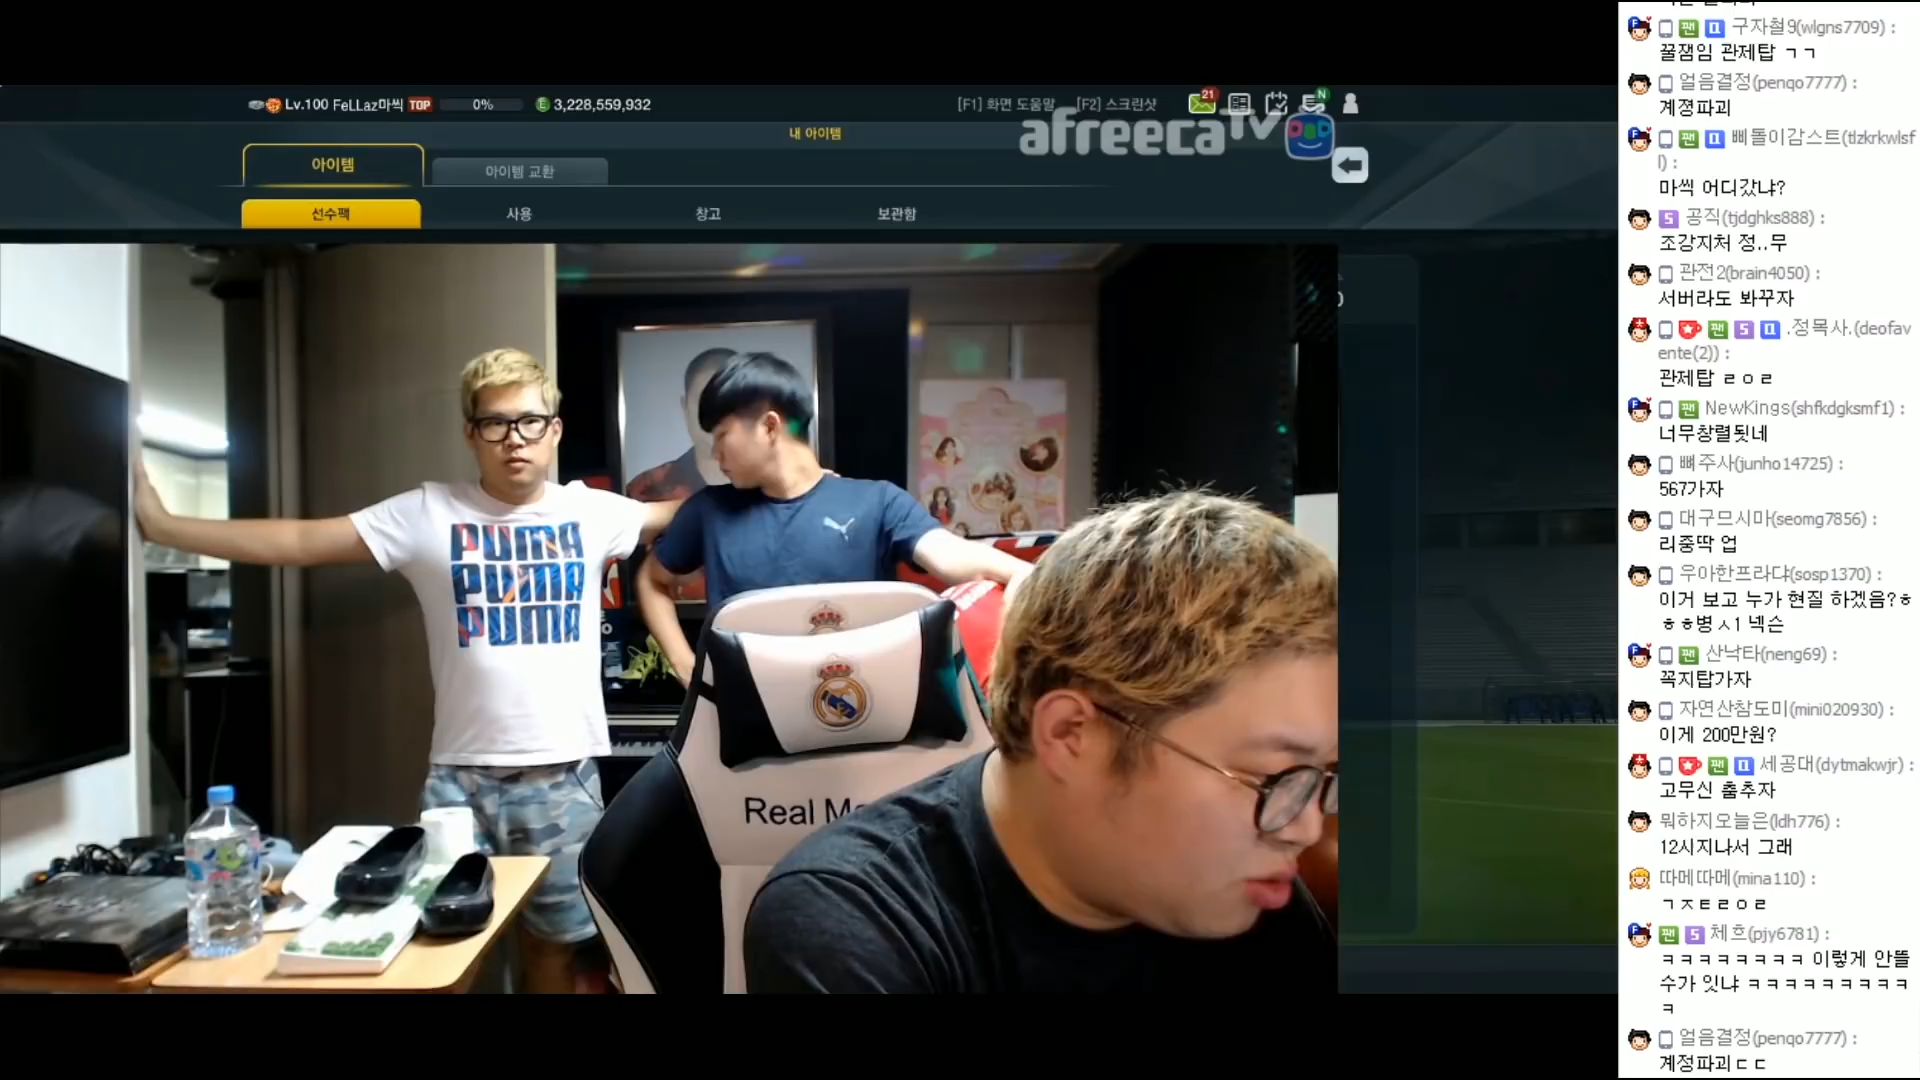 Lv.100 FeLLaz마씩 TOP 0% E 3,228,559,932
[F1] 화면 도움말 [F2] 스크린샷 21 N
afreecaTV
내 아이템
아이템 아이템 교환
선수팩 사용 창고 보관함
PUMA
PUMA
PUMA
Real M
구자철9(wlgns7709) :
꿀잼임 관제탑 ㄱㄱ
얼음결정(penqo7777) :
계졍파괴
삐돌이감스트(tlzkrkwlsf
l) :
마씩 어디갔냐?
공직(tjdghks888) :
조강지처 정..무
관전2(brain4050) :
서버라도 봐꾸자
.정목사.(deofav
ente(2)) :
관제탑 ㄹㅇㄹ
NewKings(shfkdgksmf1) :
너무창렬됫네
뼈주사(junho14725) :
567가자
대구므시마(seomg7856) :
리중딱 업
우아한프라다(sosp1370) :
이거 보고 누가 현질 하겠음?ㅎ
ㅎㅎ병ㅅ1 넥슨
산낙타(neng69) :
꼭지탑가자
자연산참도미(mini020930) :
이게 200만원?
세공대(dytmakwjr) :
고무신 춤추자
뭐하지오늘은(ldh776) :
12시지나서 그래
따메따메(mina110) :
ㄱㅈㅌㄹㅇㄹ
체흐(pjy6781) :
ㅋㅋㅋㅋㅋㅋㅋㅋ 이렇게 안뜰
수가 잇냐 ㅋㅋㅋㅋㅋㅋㅋㅋㅋ
ㅋ
얼음결정(penqo7777) :
계정파괴ㄷㄷ